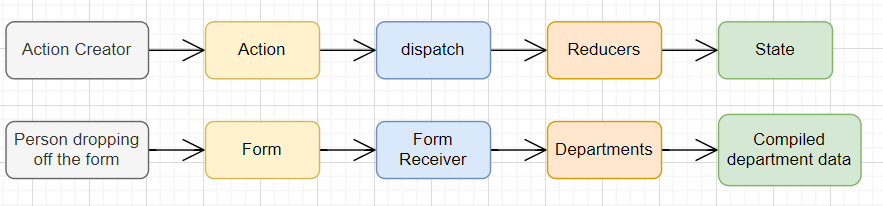 Action Creator
Action
dispatch
Reducers
State
Person dropping
off the form
Form
Form
Receiver
Departments
Compiled
department data